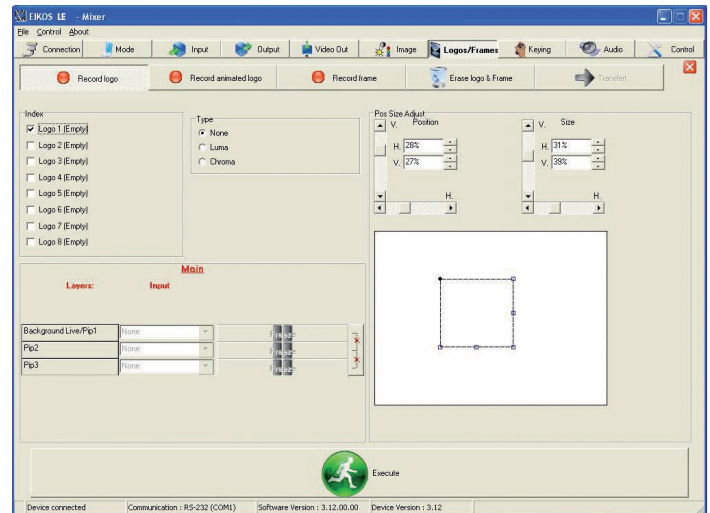 EIKOS LE - Mixer
File Control About
Connection Mode Input Output Video Out Image Logos/Frames Keying Audio Control
Record logo Record animated logo Record frame Erase logo & Frame Transfert
Index
Logo 1 (Empty)
Logo 2 (Empty)
Logo 3 (Empty)
Logo 4 (Empty)
Logo 5 (Empty)
Logo 6 (Empty)
Logo 7 (Empty)
Logo 8 (Empty)
Type
None
Luma
Chroma
Pos Size Adjust
V. Position
H. 28%
V. 27%
H.
V. Size
H. 31%
V. 39%
H.
Main
Layers: Input
Background Live/Pip1 None Freeze
Pip2 None Freeze
Pip3 None Freeze
Execute
Device connected Communication : RS-232 (COM1) Software Version : 3.12.00.00 Device Version : 3.12